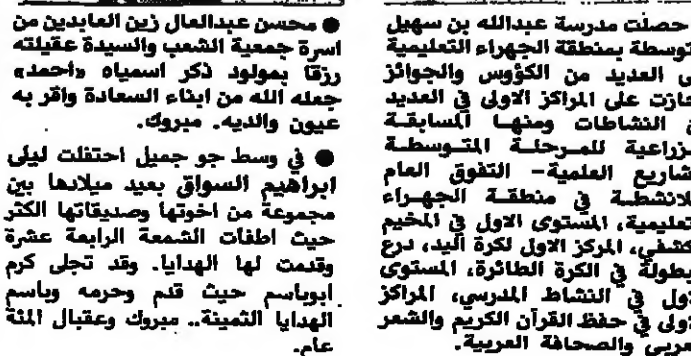 حصلت مدرسة عبدالله بن سهيل
توسطة بمنطقة الجهراء التعليمية
ى العديد من الكؤوس والجوائز
ازت على المراكز الاولى في العديد
النشاطات ومنها المسابقة
زراعية للمرحلة المتوسطة
شاريع العلمية - التفوق العام
لانشطة في منطقة الجهراء
تعليمية، المستوى الاول في المخيم
كشفي، المركز الاول لكرة اليد، درع
بطولة في الكرة الطائرة، المستوى
أول في النشاط المدرسي، المراكز
أولى في حفظ القرآن الكريم والشعر
عربي والصحافة العربية.
● محسن عبدالعال زين العابدين من
اسرة جمعية الشعب والسيدة عقيلته
رزقا بمولود ذكر اسمياه «أحمد»
جعله الله من ابناء السعادة واقر به
عيون والديه. مبروك.
● في وسط جو جميل احتفلت ليلى
ابراهيم السواق بعيد ميلادها بين
مجموعة من اخوتها وصديقاتها الكثر
حيث اطفات الشمعة الرابعة عشرة
وقدمت لها الهدايا. وقد تجلى كرم
ابوباسم حيث قدم وحرمه وباسم
الهدايا الثمينة.. مبروك وعقبال المئة
عام.